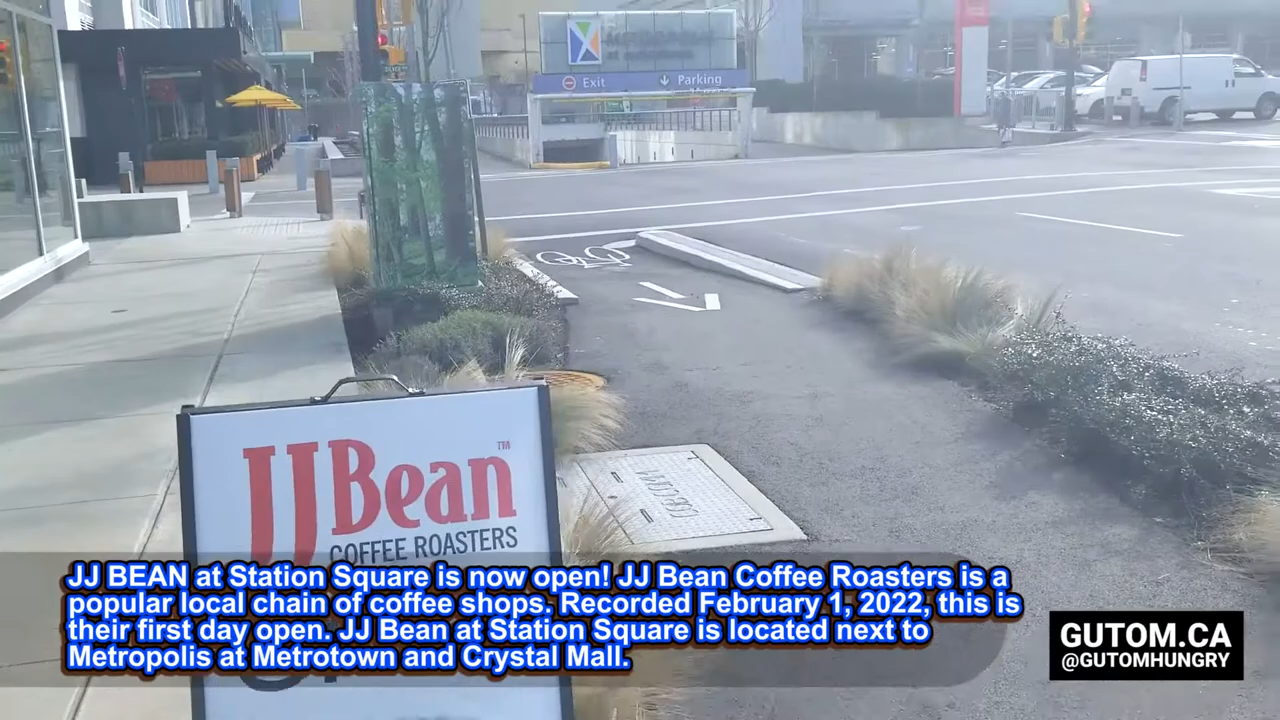 Exit
Parking
JJ Bean™
COFFEE ROASTERS
JJ BEAN at Station Square is now open! JJ Bean Coffee Roasters is a
popular local chain of coffee shops. Recorded February 1, 2022, this is
their first day open. JJ Bean at Station Square is located next to
Metropolis at Metrotown and Crystal Mall.
GUTOM.CA
@GUTOMHUNGRY